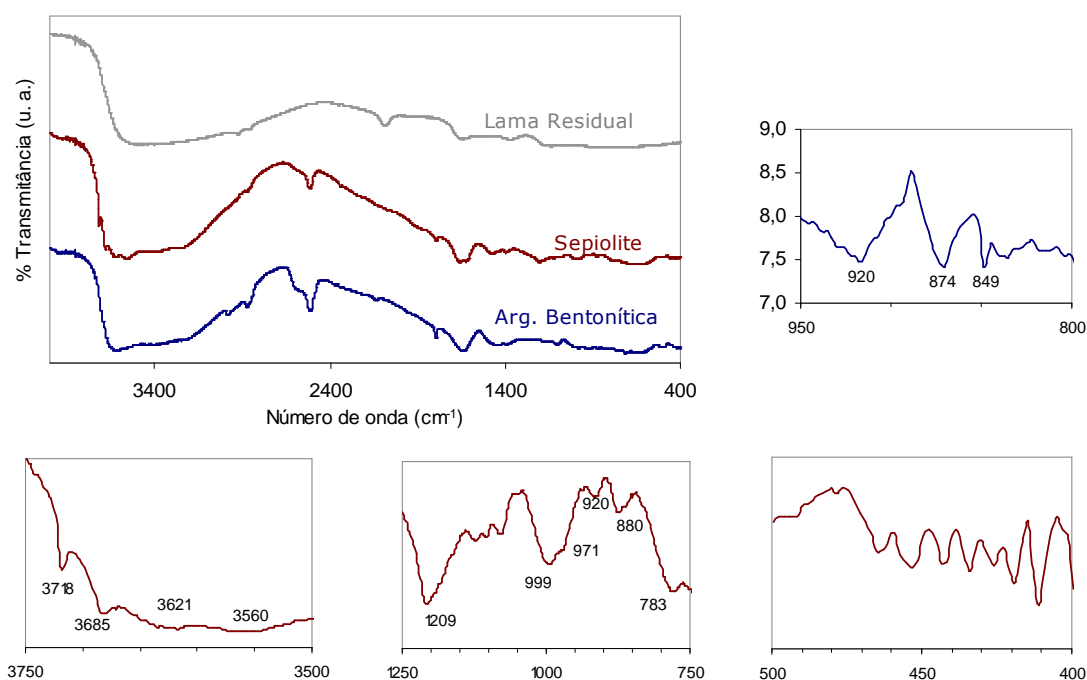 % Transmitância (u. a.)
Lama Residual
Sepiolite
Arg. Bentonítica
3400 2400 1400 400
Número de onda (cm-1)
9,0
8,5
8,0
7,5
7,0
920 874 849
950 800
3718
3685
3621
3560
3750 3500
1209
999
971
920
880
783
1250 1000 750
500 450 400